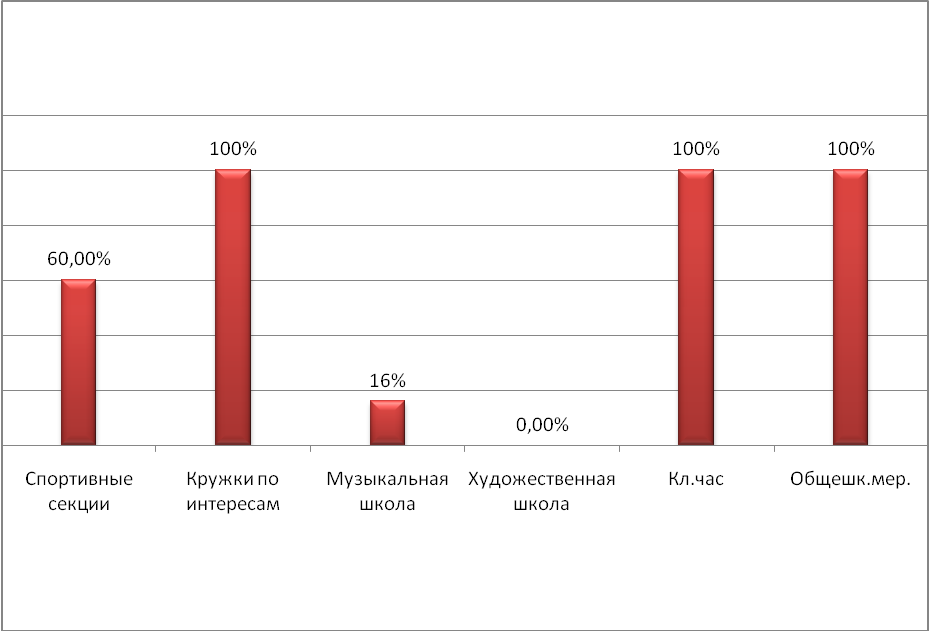 60,00%
100%
16%
0,00%
100%
100%
Спортивные
секции
Кружки по
интересам
Музыкальная
школа
Художественная
школа
Кл.час
Общешк.мер.